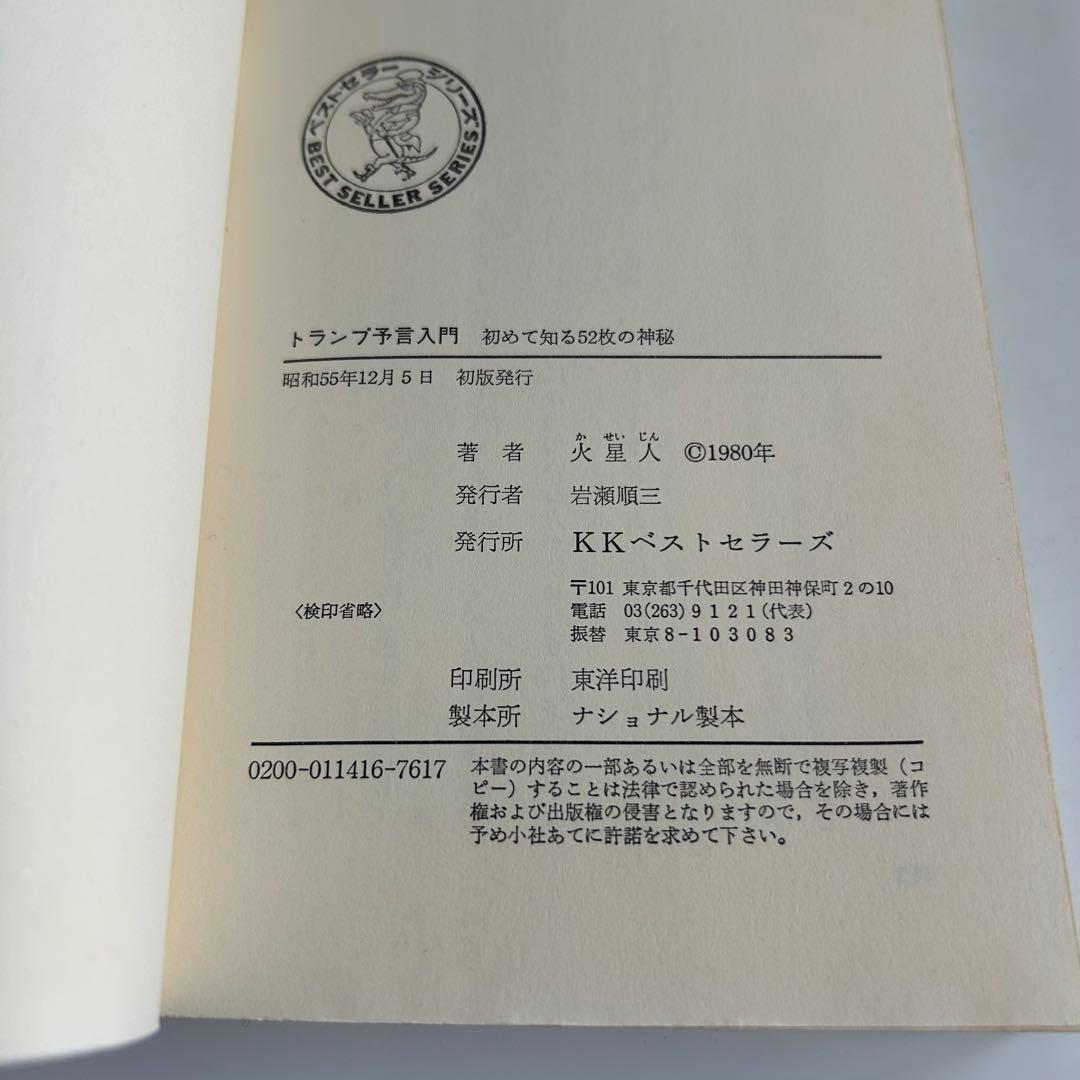 ベストセラーシリーズ
BEST SELLER SERIES
トランプ予言入門 初めて知る52枚の神秘
昭和55年12月5日 初版発行
か せい じん
著者 火星人 ©1980年
発行者 岩瀬順三
発行所 KKベストセラーズ
〒101 東京都千代田区神田神保町2の10
〈検印省略〉 電話 03(263)9121(代表)
振替 東京8-103083
印刷所 東洋印刷
製本所 ナショナル製本
0200-011416-7617 本書の内容の一部あるいは全部を無断で複写複製（コ
ピー）することは法律で認められた場合を除き，著作
権および出版権の侵害となりますので，その場合には
予め小社あてに許諾を求めて下さい。